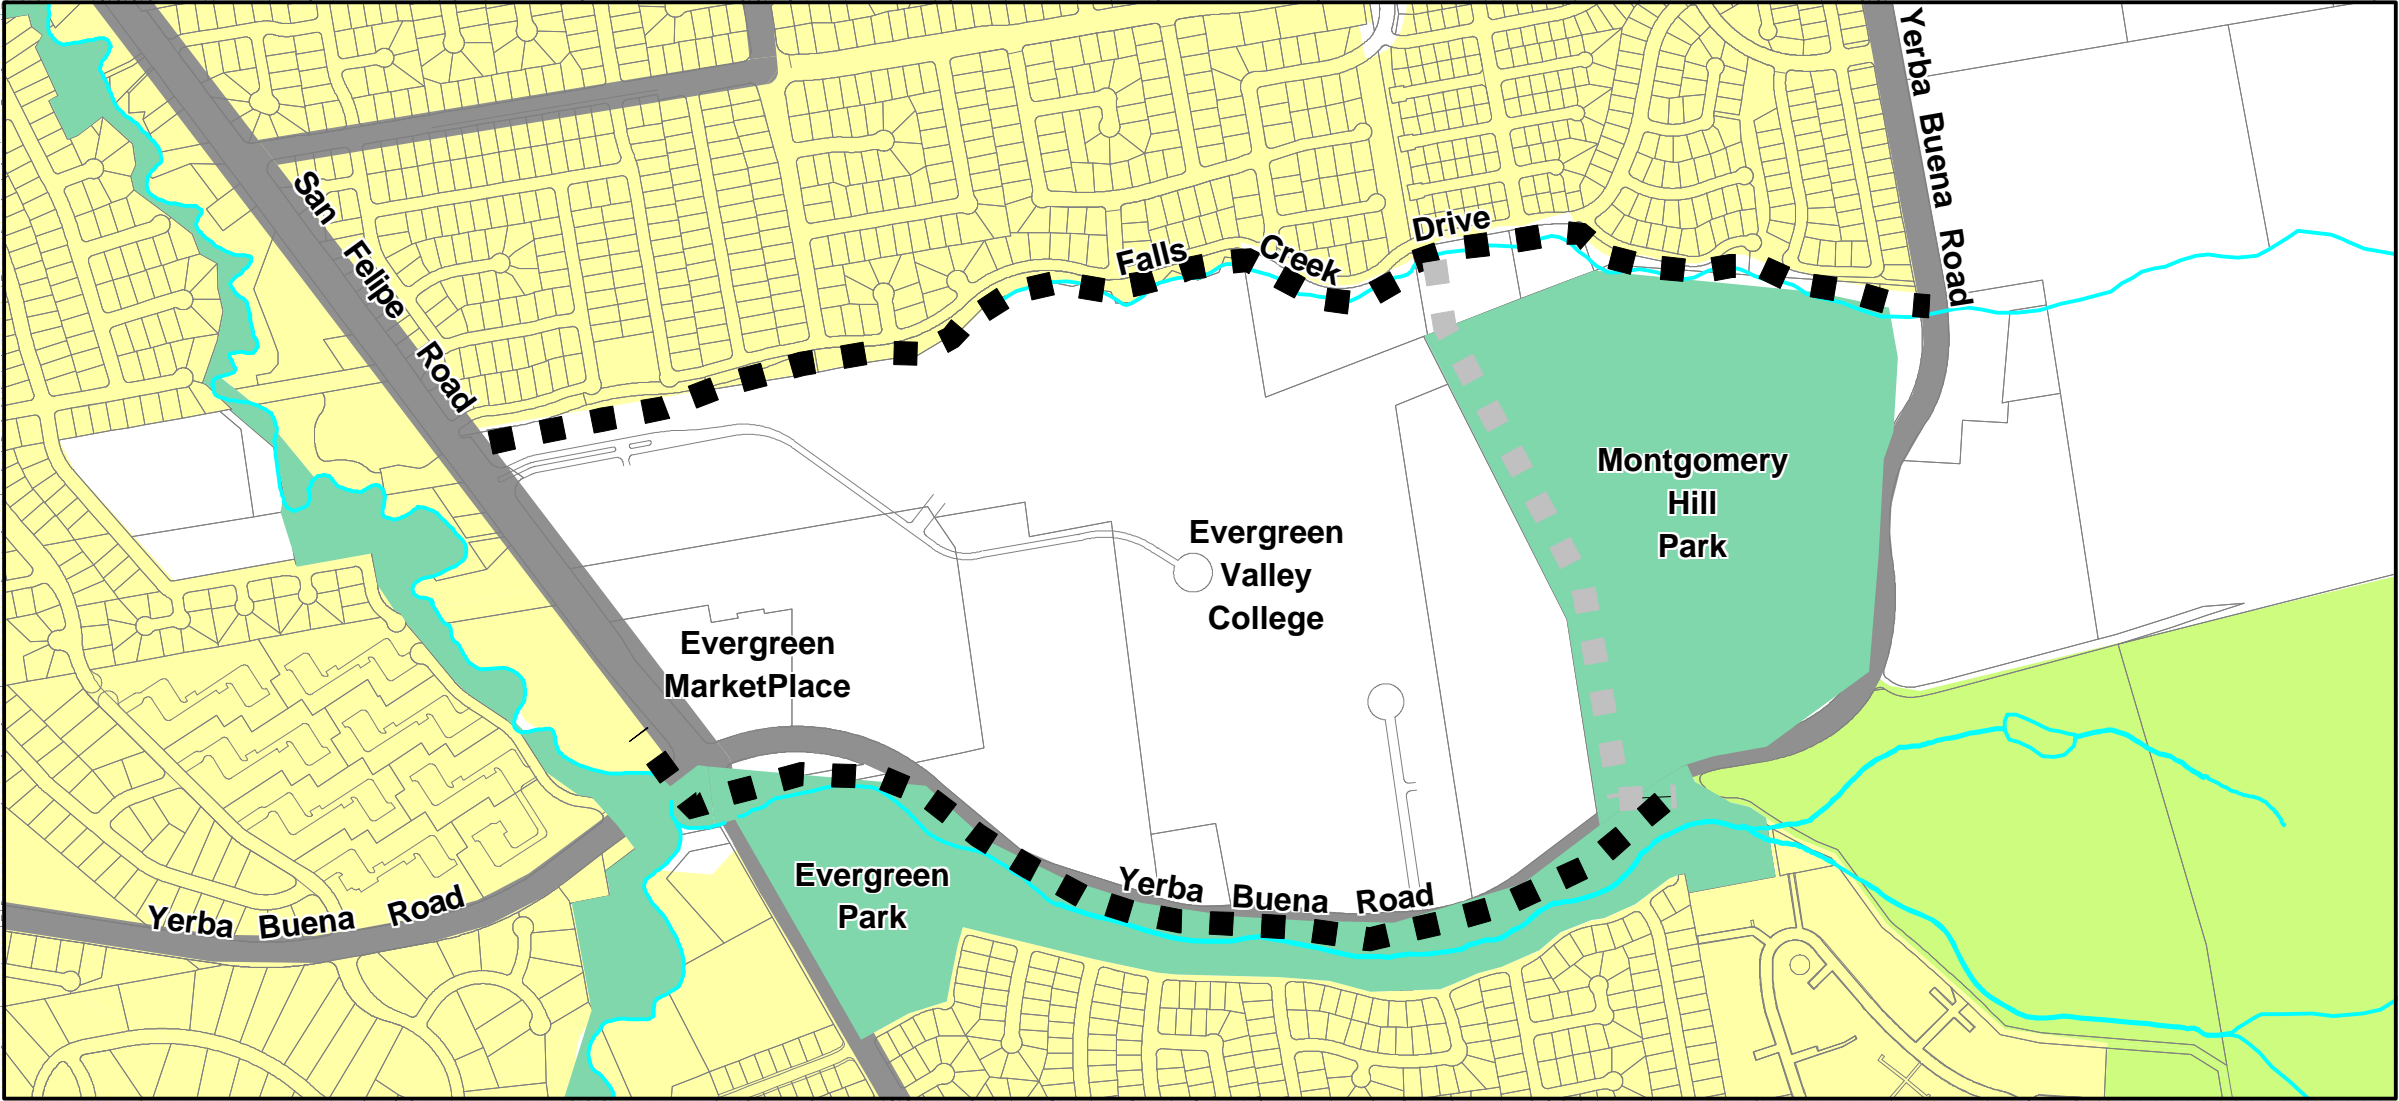 Yerba Buena Road
San Felipe Road
Falls Creek Drive
Montgomery
Hill
Park
Evergreen
Valley
College
Evergreen
MarketPlace
Evergreen
Park
Yerba Buena Road
Yerba Buena Road